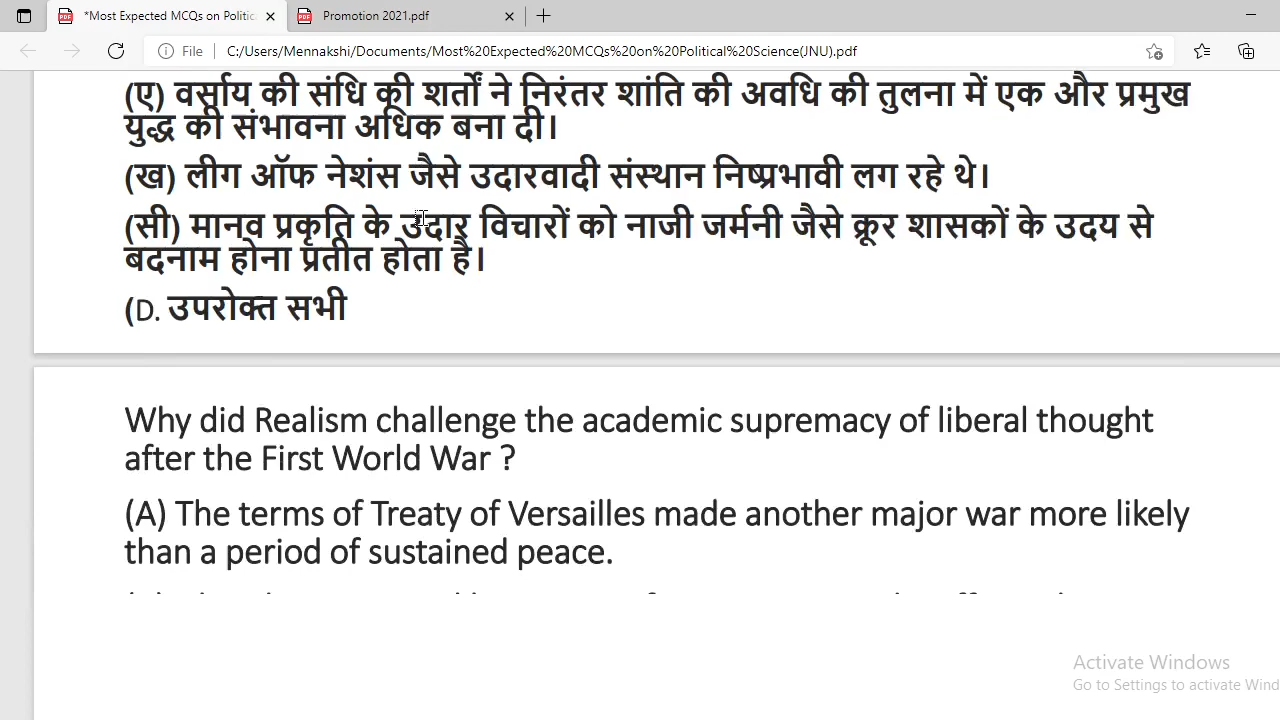 *Most Expected MCQs on Politic
Promotion 2021.pdf
File
C:/Users/Mennakshi/Documents/Most%20Expected%20MCQs%20on%20Political%20Science(JNU).pdf
(ए) वर्साय की संधि की शर्तों ने निरंतर शांति की अवधि की तुलना में एक और प्रमुख
युद्ध की संभावना अधिक बना दी।
(ख) लीग ऑफ नेशंस जैसे उदारवादी संस्थान निष्प्रभावी लग रहे थे।
(सी) मानव प्रकृति के उदार विचारों को नाजी जर्मनी जैसे क्रूर शासकों के उदय से
बदनाम होना प्रतीत होता है।
(D. उपरोक्त सभी
Why did Realism challenge the academic supremacy of liberal thought
after the First World War ?
(A) The terms of Treaty of Versailles made another major war more likely
than a period of sustained peace.
Activate Windows
Go to Settings to activate Wind